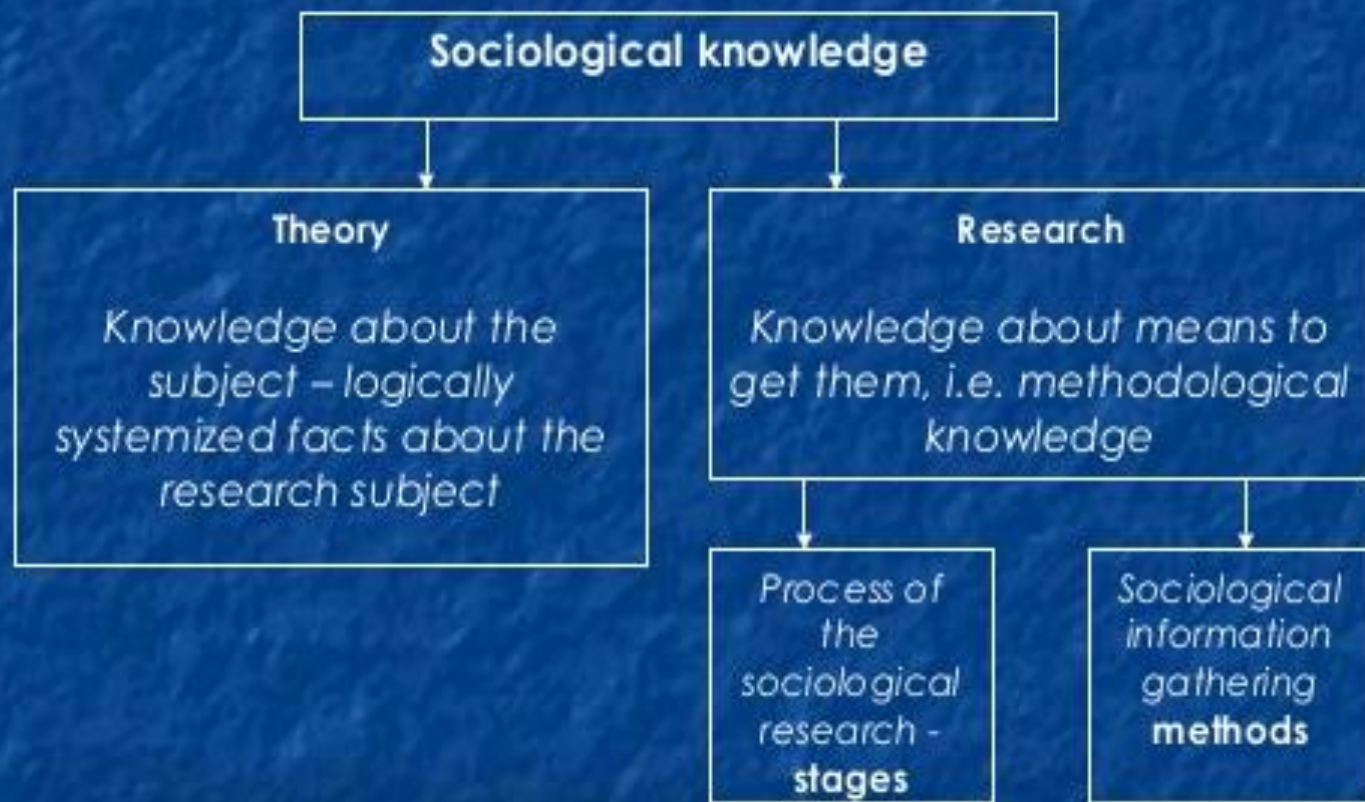 Sociological knowledge
Theory
Knowledge about the
subject – logically
systemized facts about the
research subject
Research
Knowledge about means to
get them, i.e. methodological
knowledge
Process of
the
sociological
research -
stages
Sociological
information
gathering
methods